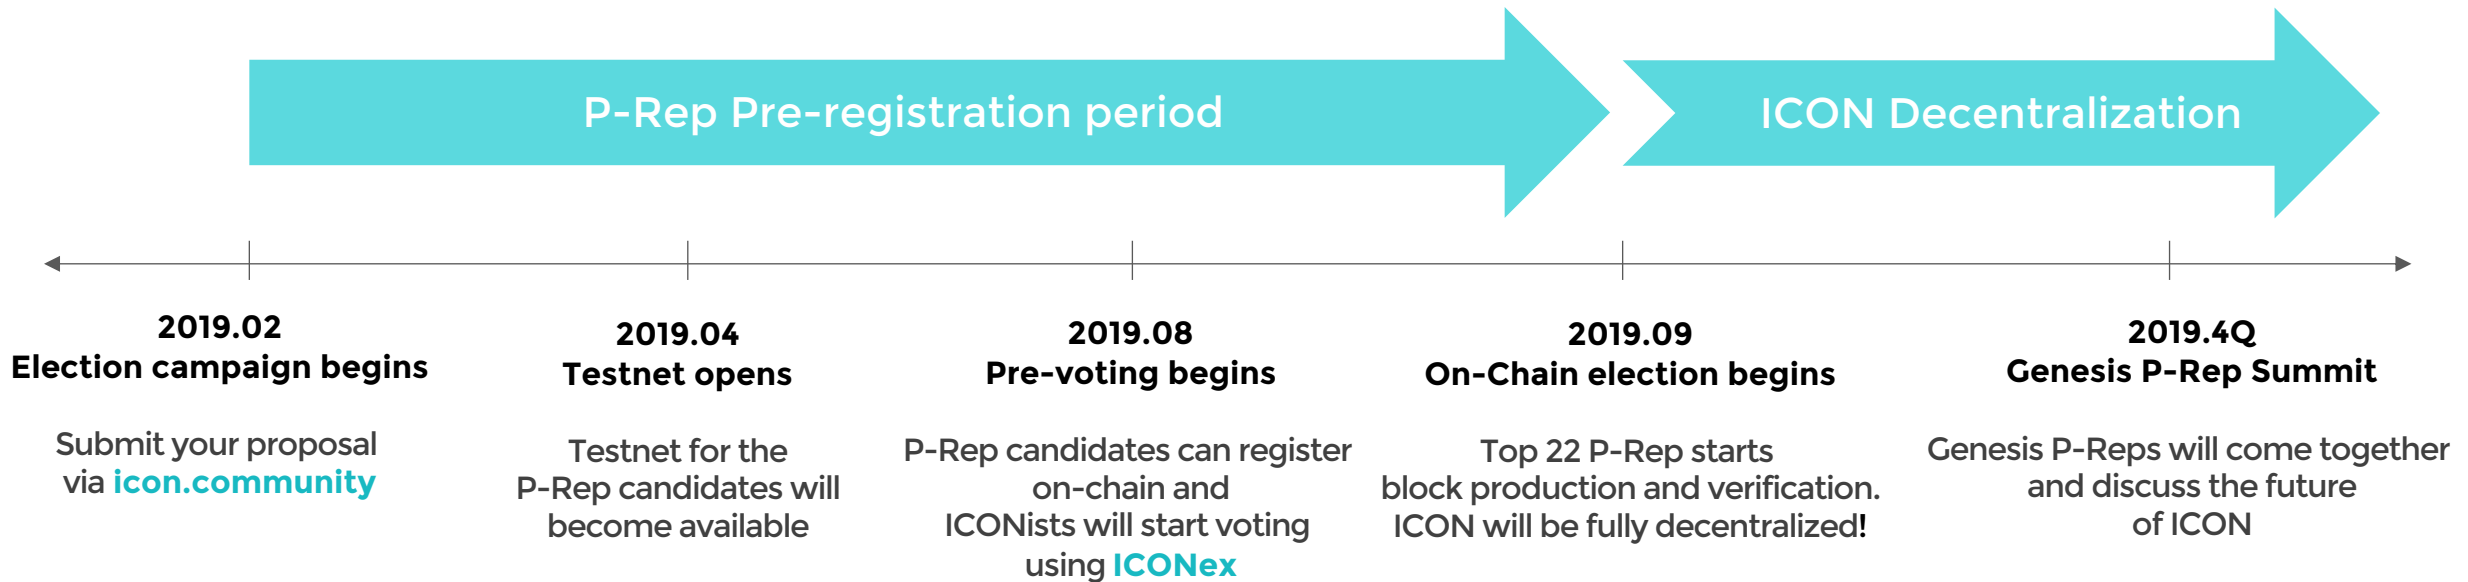 P-Rep Pre-registration period
ICON Decentralization
2019.02
Election campaign begins
Submit your proposal
via icon.community
2019.04
Testnet opens
Testnet for the
P-Rep candidates will
become available
2019.08
Pre-voting begins
P-Rep candidates can register
on-chain and
ICONists will start voting
using ICONex
2019.09
On-Chain election begins
Top 22 P-Rep starts
block production and verification.
ICON will be fully decentralized!
2019.4Q
Genesis P-Rep Summit
Genesis P-Reps will come together
and discuss the future
of ICON